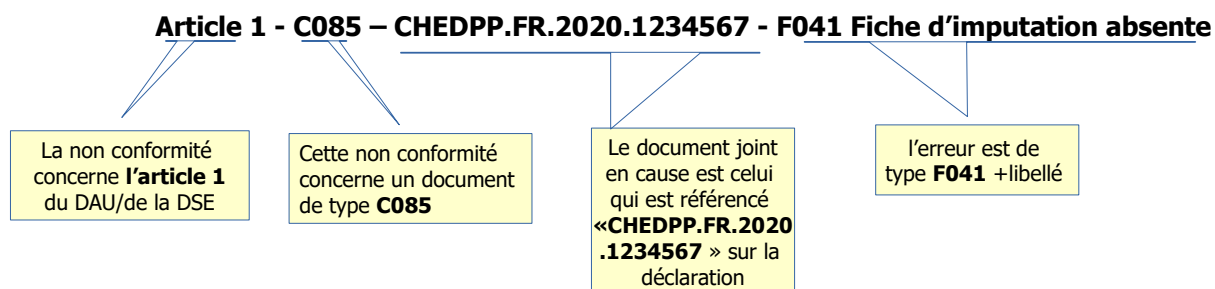 Article 1 - C085 – CHEDPP.FR.2020.1234567 - F041 Fiche d’imputation absente
La non conformité
concerne l’article 1
du DAU/de la DSE
Cette non conformité
concerne un document
de type C085
Le document joint
en cause est celui
qui est référencé
«CHEDPP.FR.2020
.1234567 » sur la
déclaration
l’erreur est de
type F041 +libellé